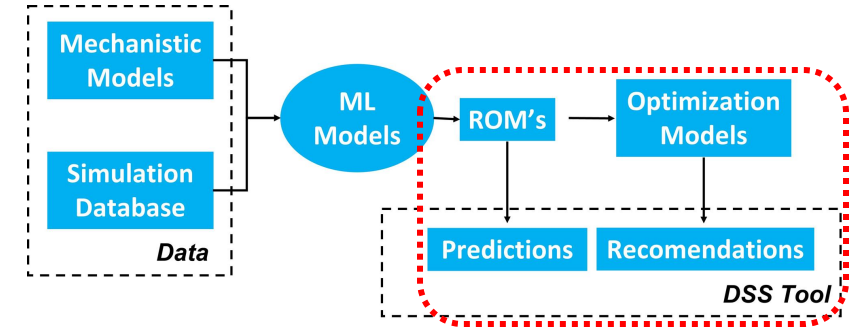 Mechanistic
Models
Simulation
Database
Data
ML
Models
ROM's
Optimization
Models
Predictions
Recomendations
DSS Tool